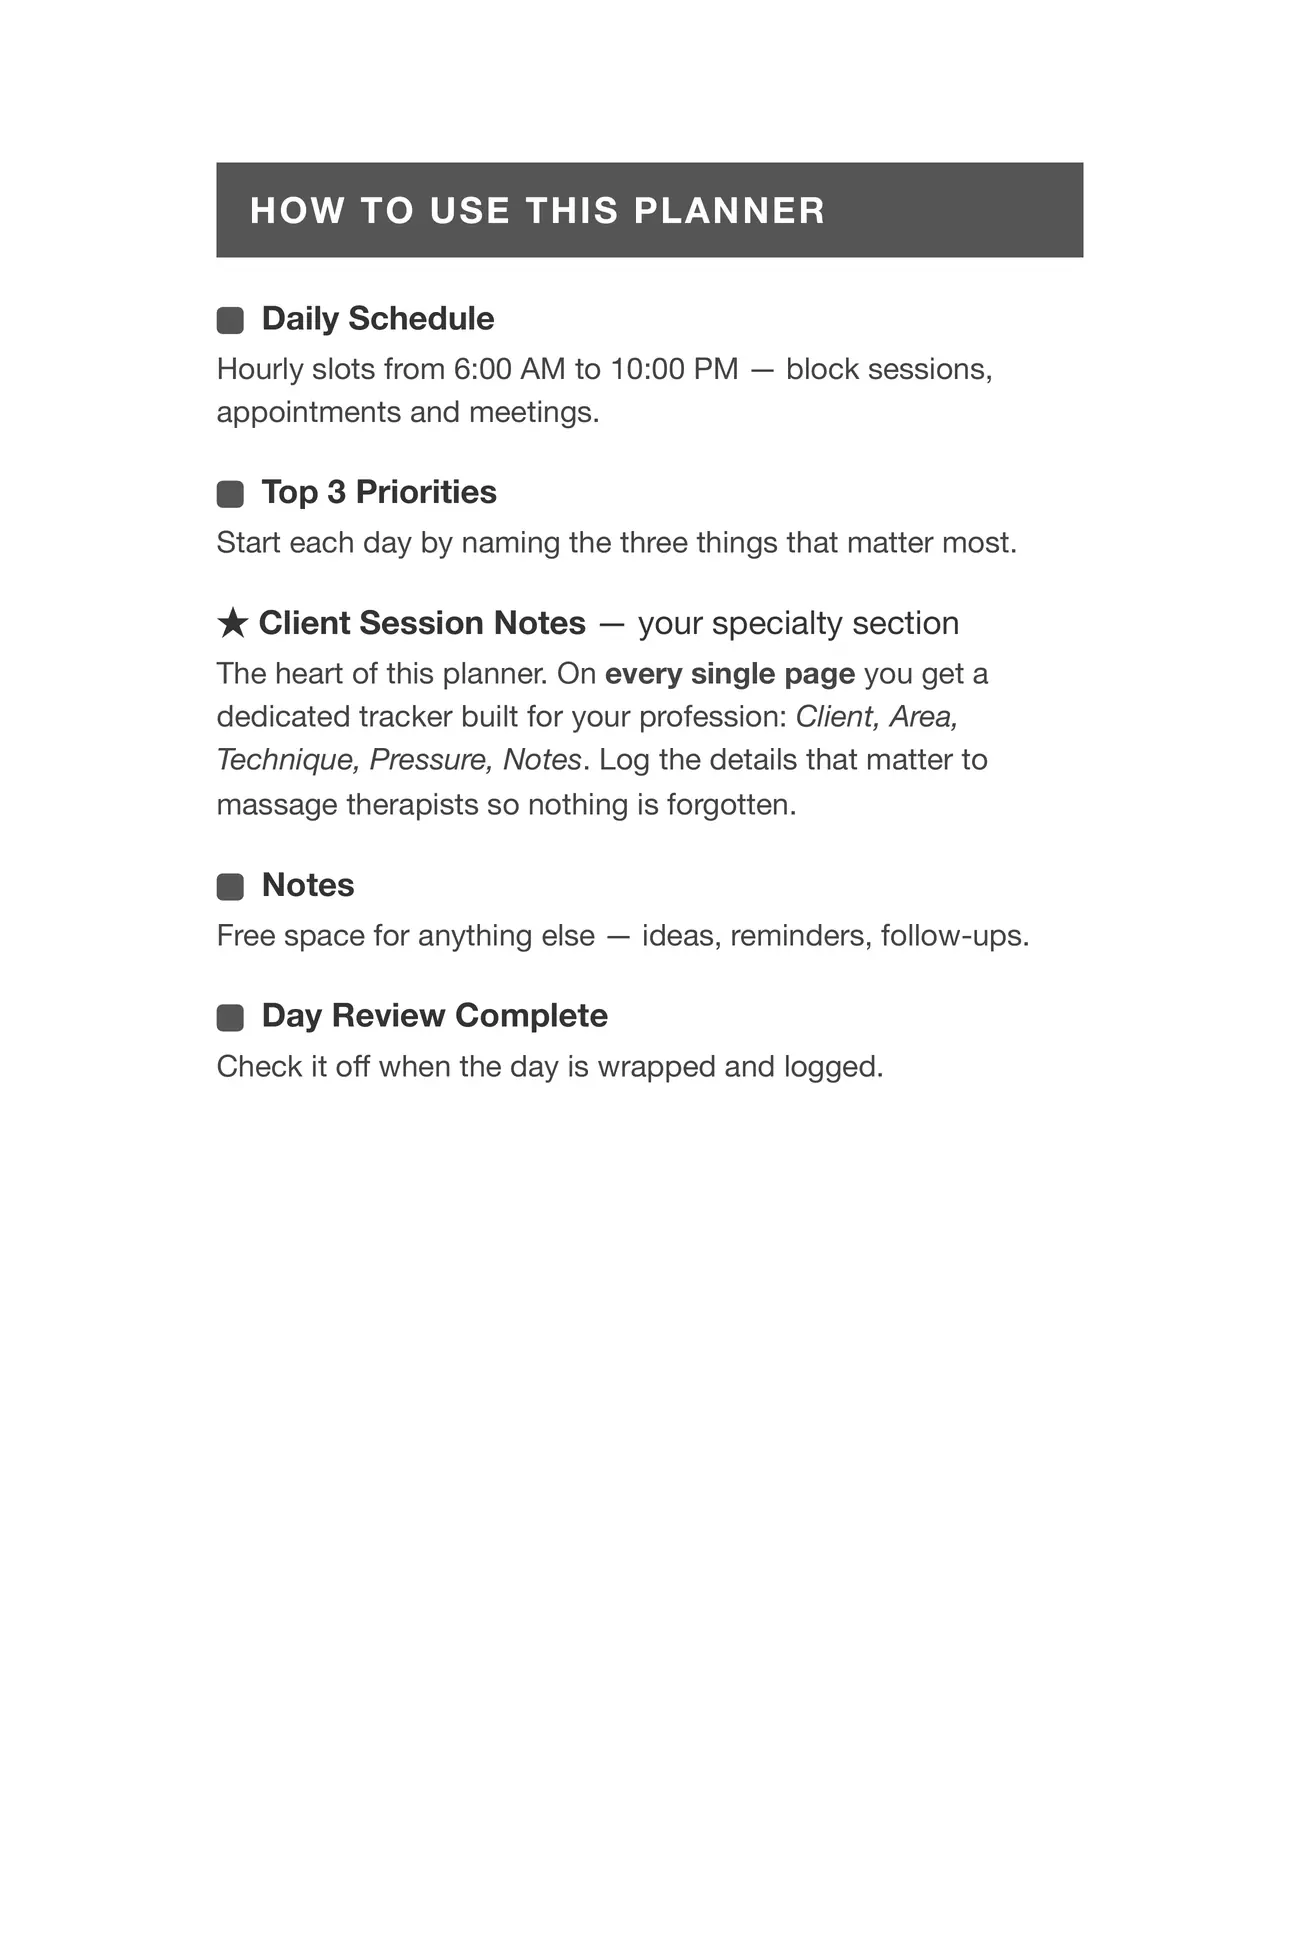 HOW TO USE THIS PLANNER
Daily Schedule
Hourly slots from 6:00 AM to 10:00 PM — block sessions,
appointments and meetings.
Top 3 Priorities
Start each day by naming the three things that matter most.
★ Client Session Notes — your specialty section
The heart of this planner. On every single page you get a
dedicated tracker built for your profession: Client, Area,
Technique, Pressure, Notes. Log the details that matter to
massage therapists so nothing is forgotten.
Notes
Free space for anything else — ideas, reminders, follow-ups.
Day Review Complete
Check it off when the day is wrapped and logged.